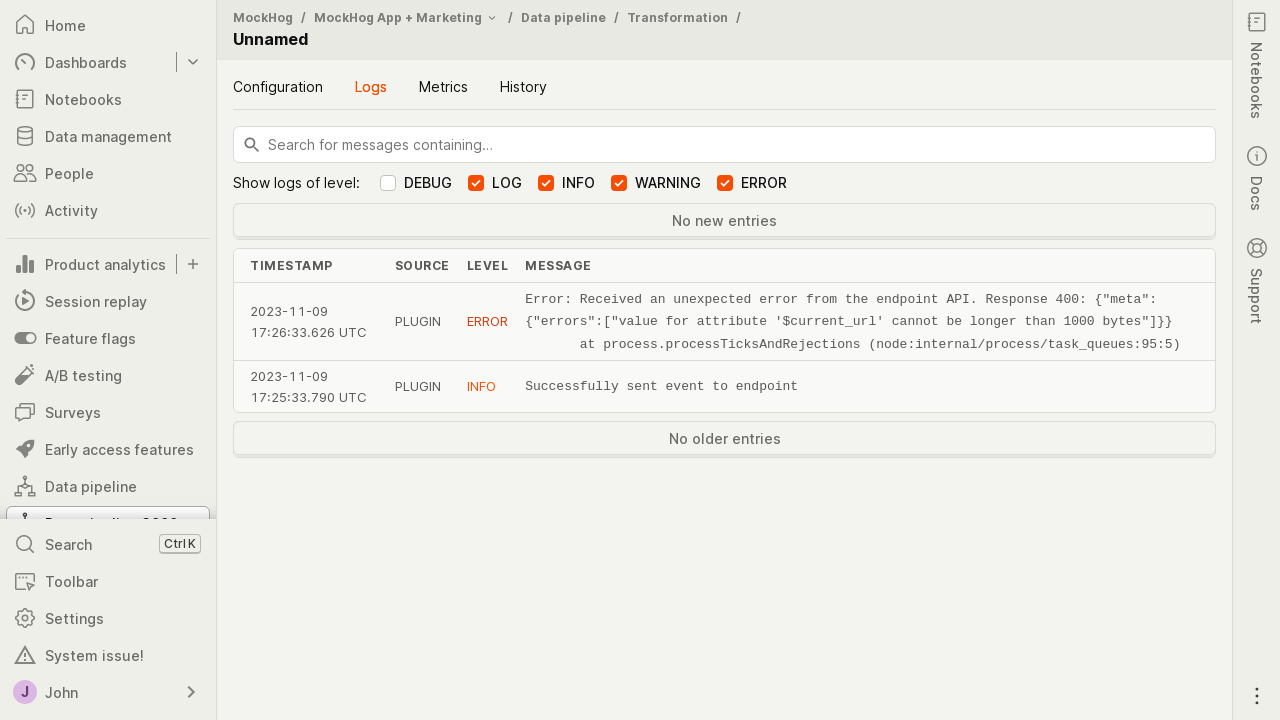 Home
Dashboards
Notebooks
Data management
People
Activity
Product analytics
Session replay
Feature flags
A/B testing
Surveys
Early access features
Data pipeline
Search Ctrl K
Toolbar
Settings
System issue!
J John
MockHog / MockHog App + Marketing / Data pipeline / Transformation /
Unnamed
Configuration Logs Metrics History
Search for messages containing…
Show logs of level: DEBUG LOG INFO WARNING ERROR
No new entries
TIMESTAMP SOURCE LEVEL MESSAGE
2023-11-09
17:26:33.626 UTC
PLUGIN
ERROR
Error: Received an unexpected error from the endpoint API. Response 400: {"meta":
{"errors":["value for attribute '$current_url' cannot be longer than 1000 bytes"]}}
at process.processTicksAndRejections (node:internal/process/task_queues:95:5)
2023-11-09
17:25:33.790 UTC
PLUGIN
INFO
Successfully sent event to endpoint
No older entries
Notebooks
Docs
Support